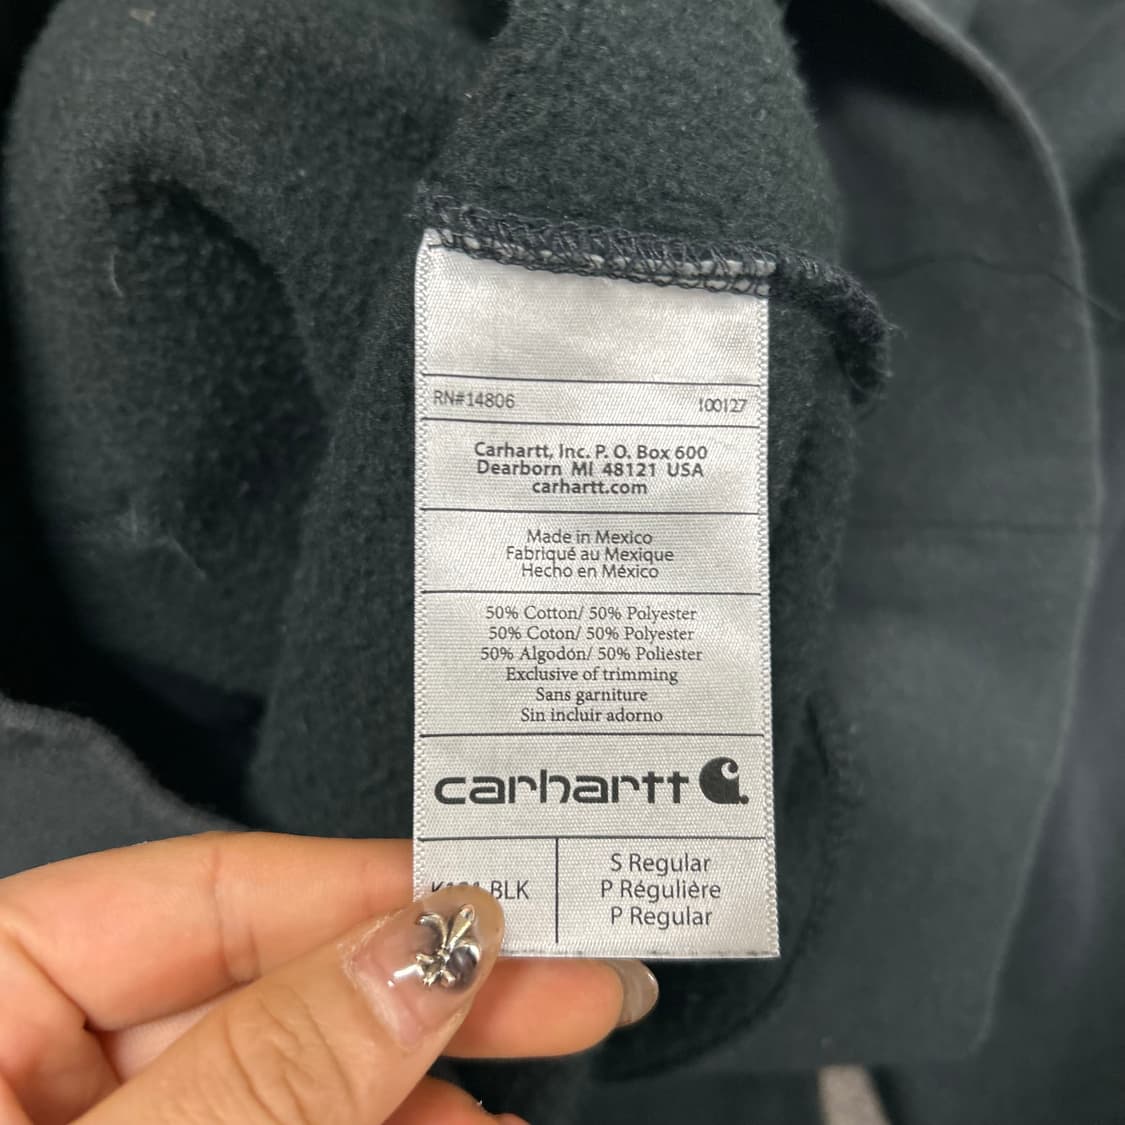 RN#14806 100127
Carhartt, Inc. P. O. Box 600
Dearborn MI 48121 USA
carhartt.com
Made in Mexico
Fabriqué au Mexique
Hecho en México
50% Cotton/ 50% Polyester
50% Coton/ 50% Polyester
50% Algodón/ 50% Poliéster
Exclusive of trimming
Sans garniture
Sin incluir adorno
carhartt
BLK
S Regular
P Régulière
P Regular